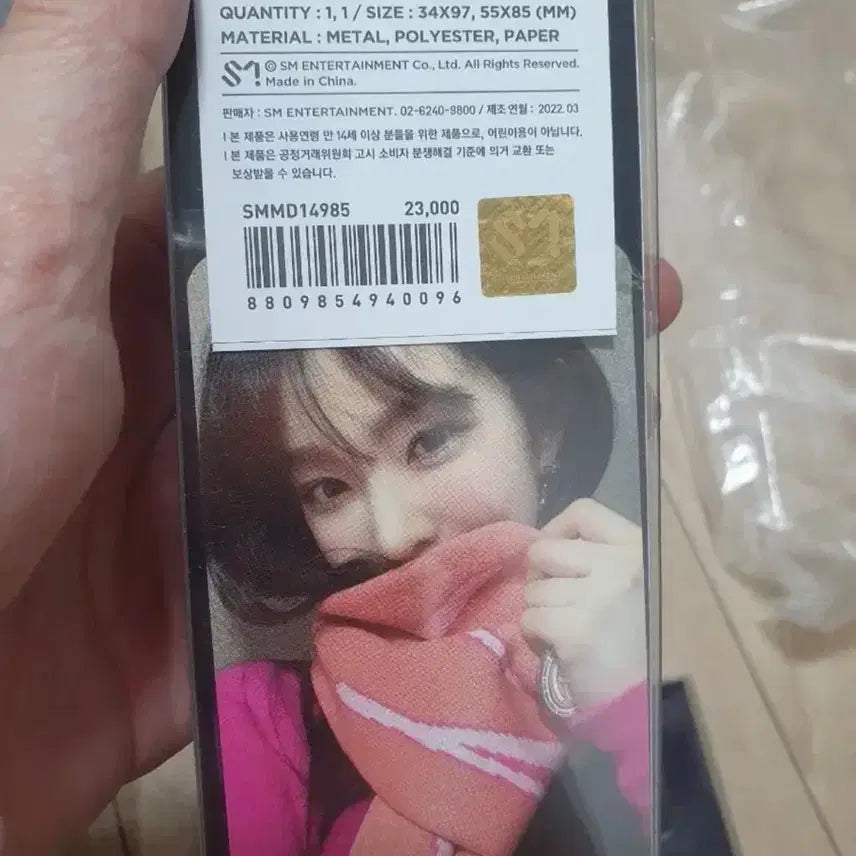 QUANTITY : 1, 1 / SIZE : 34X97, 55X85 (MM)
MATERIAL : METAL, POLYESTER, PAPER
SM! © SM ENTERTAINMENT Co., Ltd. All Rights Reserved.
Made in China.
판매자 : SM ENTERTAINMENT. 02-6240-9800 / 제조연월 : 2022.03
! 본 제품은 사용연령 만 14세 이상 분들을 위한 제품으로, 어린이용이 아닙니다.
! 본 제품은 공정거래위원회 고시 소비자 분쟁해결 기준에 의거 교환 또는
보상받을 수 있습니다.
SMMD14985 23,000
8809854940096
SM!